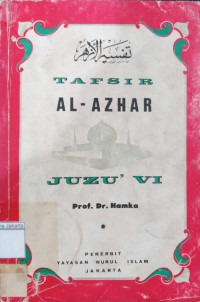 تفسير الأزهر
TAFSIR
AL-AZHAR
JUZU' VI
Prof. Dr. Hamka
PENERBIT
YAYASAN NURUL ISLAM
JAKARTA